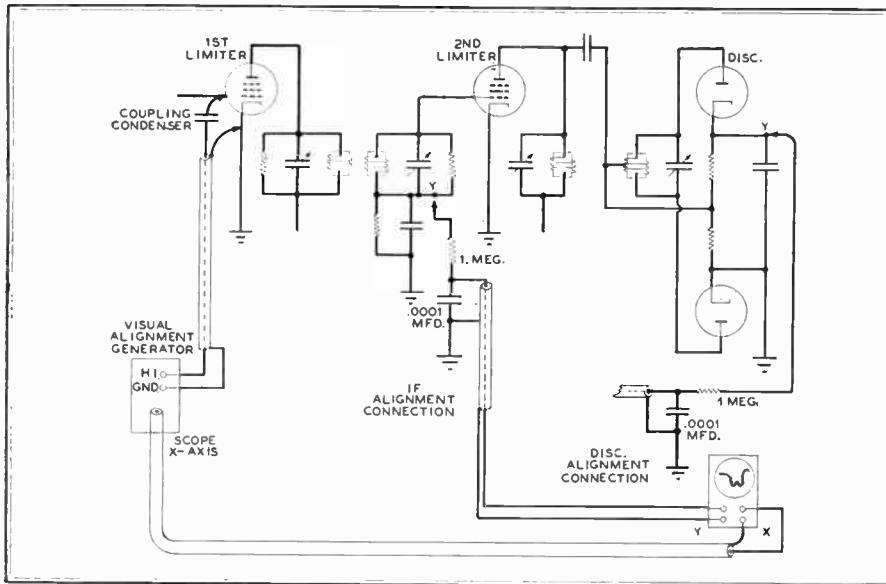 1ST
LIMITER
2ND
LIMITER
DISC.
COUPLING
CONDENSER
Y
Y
1. MEG.
.0001
MFD.
VISUAL
ALIGNMENT
GENERATOR
HI
GND
IF
ALIGNMENT
CONNECTION
1 MEG.
.0001
MFD.
SCOPE
X-AXIS
DISC.
ALIGNMENT
CONNECTION
Y
X